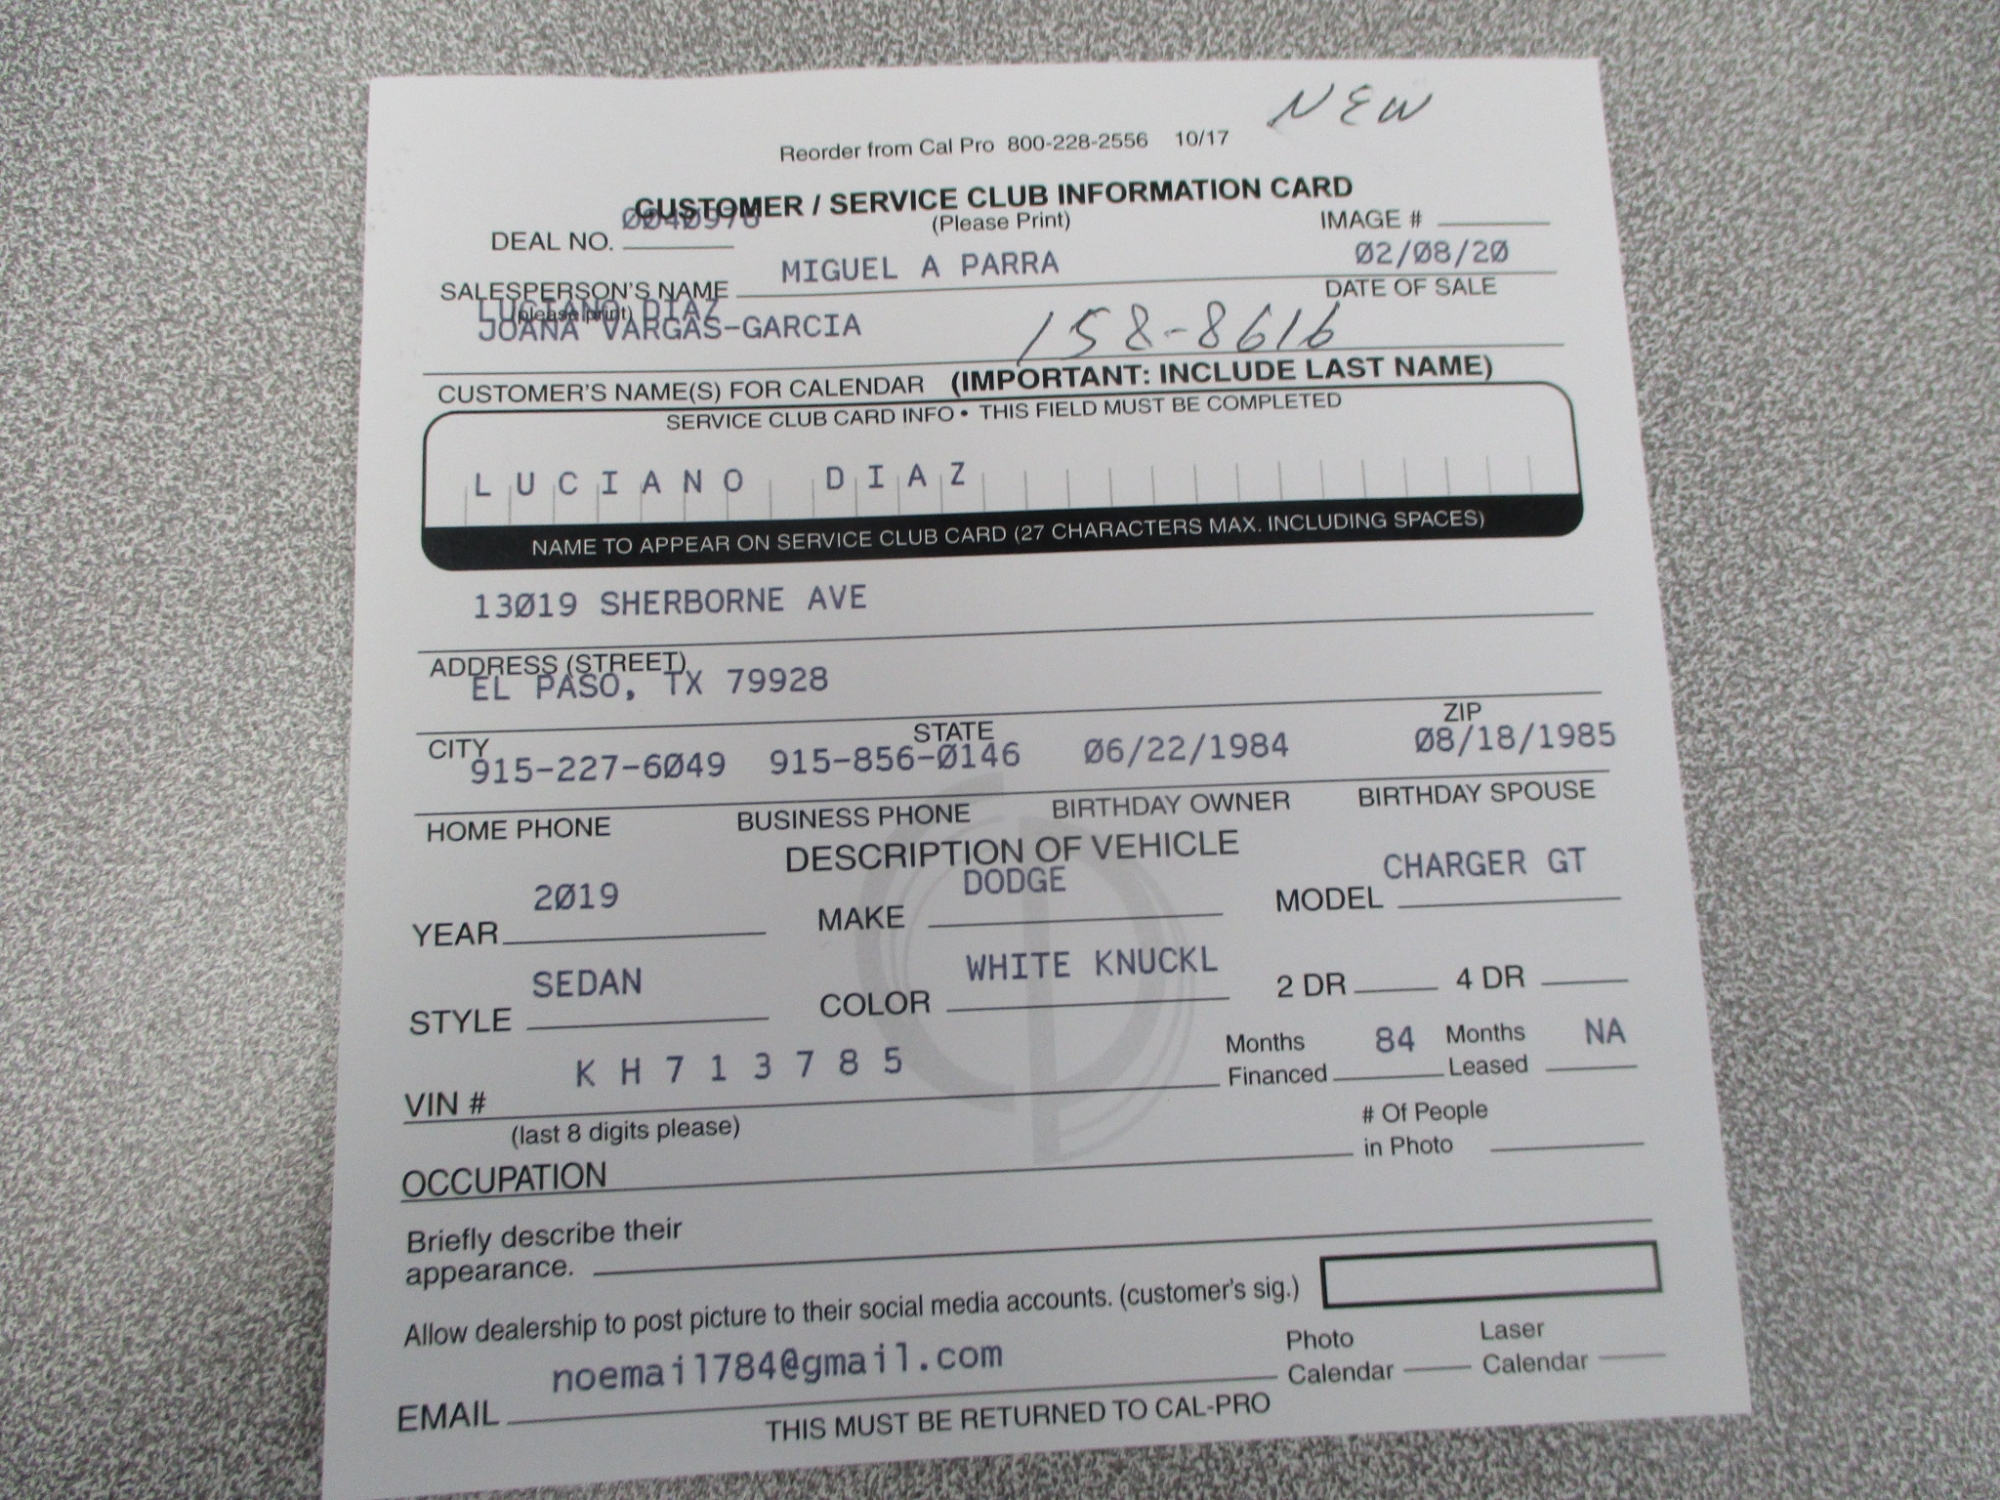 NEW
Reorder from Cal Pro 800-228-2556 10/17
CUSTOMER / SERVICE CLUB INFORMATION CARD
(Please Print)
DEAL NO. IMAGE #
SALESPERSON'S NAME MIGUEL A PARRA 02/08/20
(please print) DATE OF SALE
LUCIANO DIAZ
JOANA VARGAS-GARCIA 158-8616
CUSTOMER'S NAME(S) FOR CALENDAR (IMPORTANT: INCLUDE LAST NAME)
SERVICE CLUB CARD INFO • THIS FIELD MUST BE COMPLETED
LUCIANO DIAZ
NAME TO APPEAR ON SERVICE CLUB CARD (27 CHARACTERS MAX. INCLUDING SPACES)
13019 SHERBORNE AVE
ADDRESS (STREET)
EL PASO, TX 79928
CITY STATE ZIP
915-227-6049 915-856-0146 06/22/1984 08/18/1985
HOME PHONE BUSINESS PHONE BIRTHDAY OWNER BIRTHDAY SPOUSE
DESCRIPTION OF VEHICLE
YEAR 2019 MAKE DODGE MODEL CHARGER GT
STYLE SEDAN COLOR WHITE KNUCKL 2 DR 4 DR
VIN # KH713785 Months Financed 84 Months Leased NA
(last 8 digits please)
OCCUPATION # Of People in Photo
Briefly describe their
appearance.
Allow dealership to post picture to their social media accounts. (customer's sig.)
EMAIL noemail784@gmail.com Photo Calendar Laser Calendar
THIS MUST BE RETURNED TO CAL-PRO